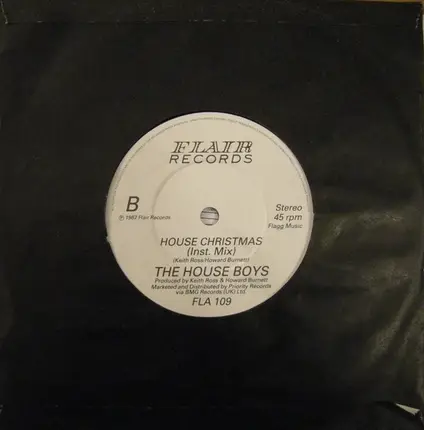 FLAIR
RECORDS
B
Stereo
℗ 1987 Flair Records
45 rpm
Flagg Music
HOUSE CHRISTMAS
(Inst. Mix)
(Keith Ross/Howard Burnett)
THE HOUSE BOYS
Produced by Keith Ross & Howard Burnett
Marketed and Distributed by Priority Records
via BMG Records (UK) Ltd.
FLA 109